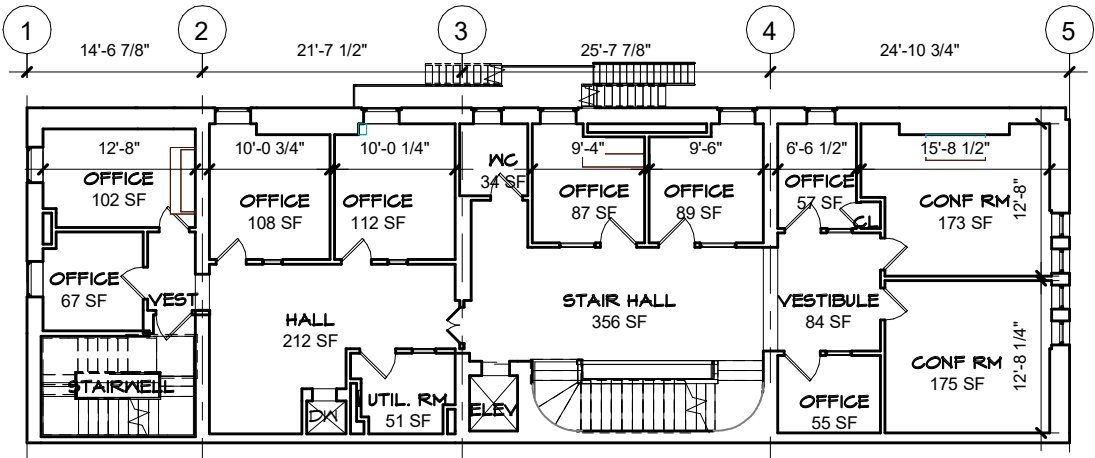 1 2 3 4 5
14'-6 7/8" 21'-7 1/2" 25'-7 7/8" 24'-10 3/4"
12'-8" 10'-0 3/4" 10'-0 1/4" 9'-4" 9'-6" 6'-6 1/2" 15'-8 1/2"
OFFICE
102 SF
OFFICE
108 SF
OFFICE
112 SF
WC
34 SF
OFFICE
87 SF
OFFICE
89 SF
OFFICE
57 SF
CL
CONF RM
173 SF
12'-8"
OFFICE
67 SF
VEST
HALL
212 SF
STAIR HALL
356 SF
VESTIBULE
84 SF
STAIRWELL
DW
UTIL. RM
51 SF
ELEV
OFFICE
55 SF
CONF RM
175 SF
12'-8 1/4"